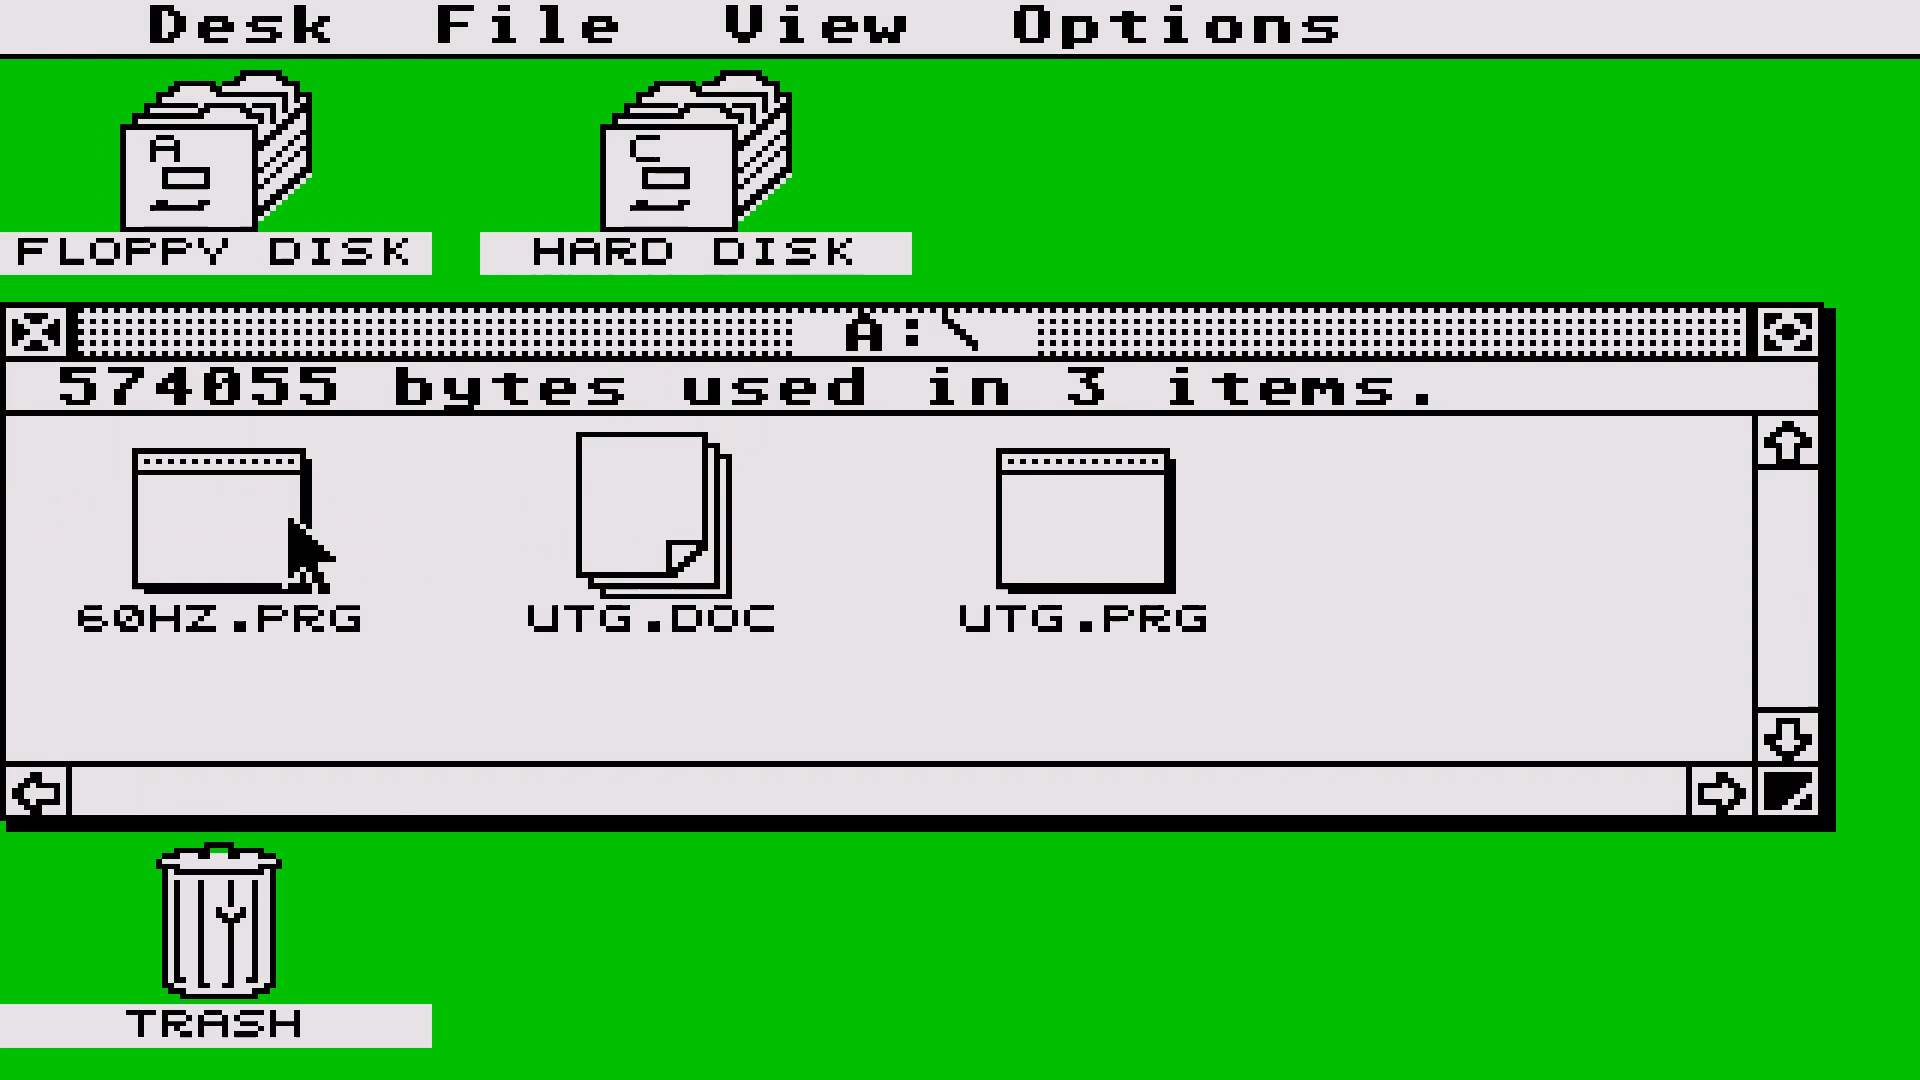 Desk File View Options
A
C
FLOPPY DISK
HARD DISK
A:\
574055 bytes used in 3 items.
60HZ.PRG
UTG.DOC
UTG.PRG
TRASH